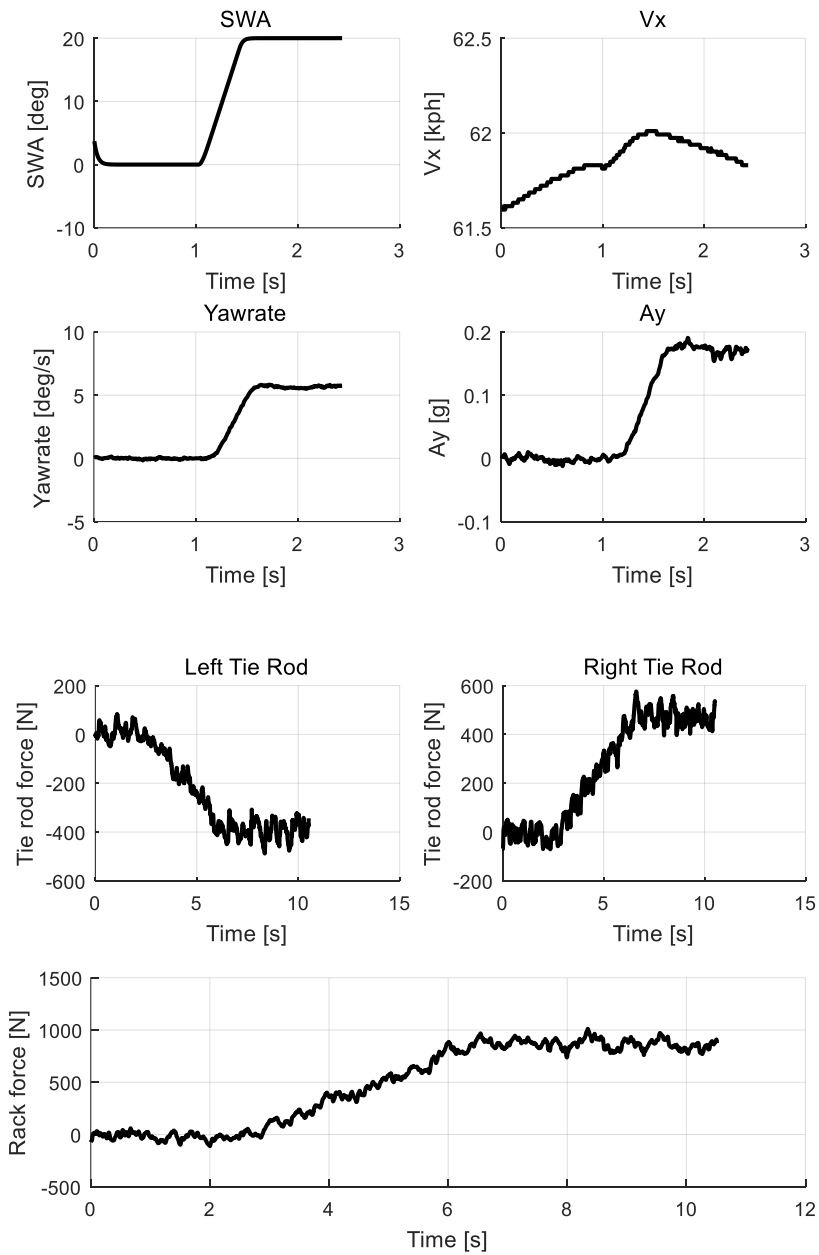 SWA
20
10
0
-10
SWA [deg]
0 1 2 3
Time [s]
Vx
62.5
62
61.5
Vx [kph]
0 1 2 3
Time [s]
Yawrate
10
5
0
-5
Yawrate [deg/s]
0 1 2 3
Time [s]
Ay
0.2
0.1
0
-0.1
Ay [g]
0 1 2 3
Time [s]
Left Tie Rod
200
0
-200
-400
-600
Tie rod force [N]
0 5 10 15
Time [s]
Right Tie Rod
600
400
200
0
-200
Tie rod force [N]
0 5 10 15
Time [s]
1500
1000
500
0
-500
Rack force [N]
0 2 4 6 8 10 12
Time [s]